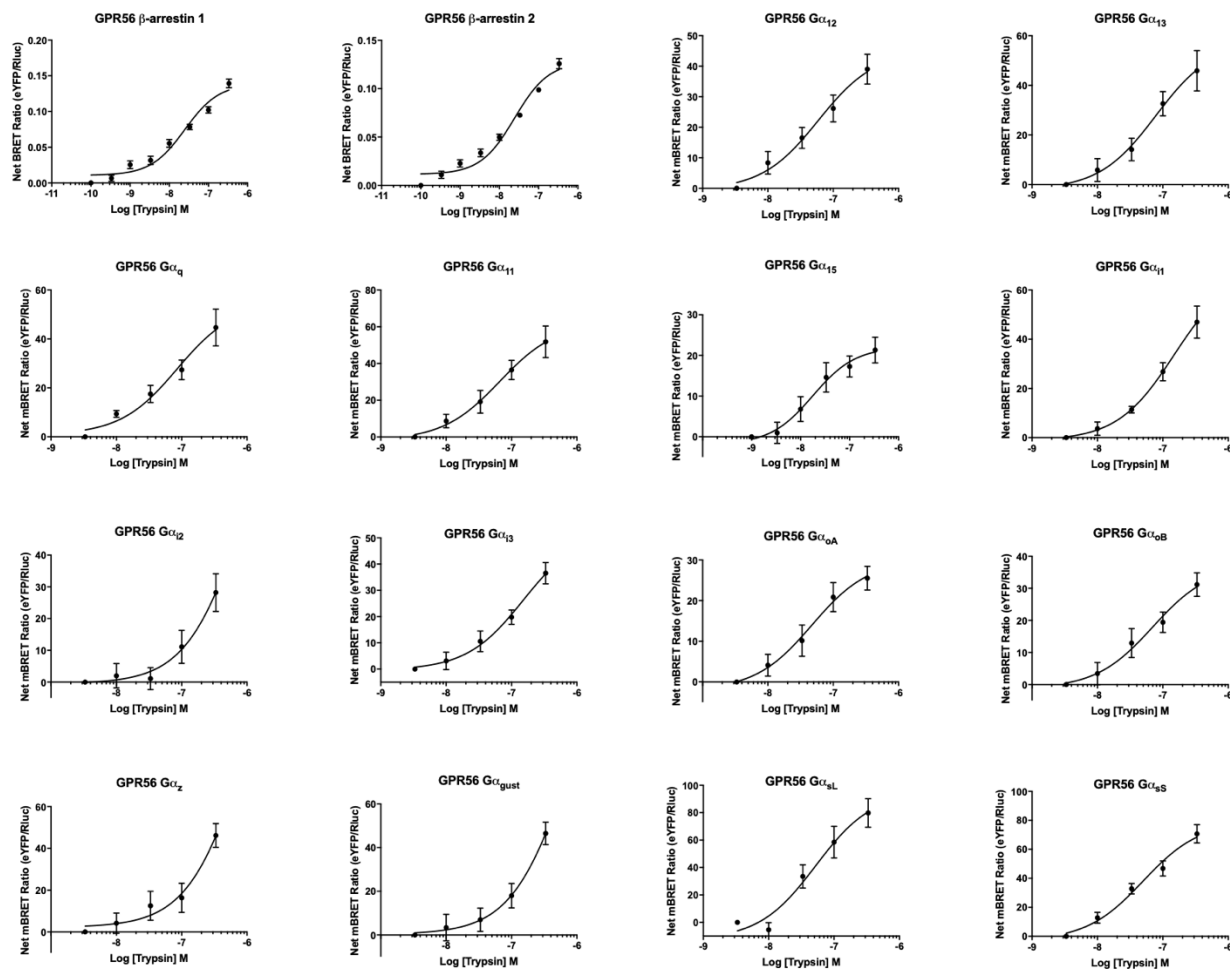 GPR56 β-arrestin 1
Net BRET Ratio (eYFP/Rluc)
0.20
0.15
0.10
0.05
0.00
-11 -10 -9 -8 -7 -6
Log [Trypsin] M
GPR56 β-arrestin 2
Net BRET Ratio (eYFP/Rluc)
0.15
0.10
0.05
0.00
-11 -10 -9 -8 -7 -6
Log [Trypsin] M
GPR56 Gα12
Net mBRET Ratio (eYFP/Rluc)
60
40
20
0
-9 -8 -7 -6
Log [Trypsin] M
GPR56 Gα13
Net mBRET Ratio (eYFP/Rluc)
60
40
20
0
-9 -8 -7 -6
Log [Trypsin] M
GPR56 Gαq
Net mBRET Ratio (eYFP/Rluc)
60
40
20
0
-9 -8 -7 -6
Log [Trypsin] M
GPR56 Gα11
Net mBRET Ratio (eYFP/Rluc)
80
60
40
20
0
-8 -7 -6
Log [Trypsin] M
GPR56 Gα15
Net mBRET Ratio (eYFP/Rluc)
30
20
10
0
-9 -8 -7 -6
Log [Trypsin] M
GPR56 Gαi1
Net mBRET Ratio (eYFP/Rluc)
60
40
20
0
-9 -8 -7 -6
Log [Trypsin] M
GPR56 Gαi2
Net mBRET Ratio (eYFP/Rluc)
40
30
20
10
0
-8 -7 -6
Log [Trypsin] M
GPR56 Gαi3
Net mBRET Ratio (eYFP/Rluc)
50
40
30
20
10
0
-9 -8 -7 -6
Log [Trypsin] M
GPR56 GαoA
Net mBRET Ratio (eYFP/Rluc)
30
20
10
0
-8 -7 -6
Log [Trypsin] M
GPR56 GαoB
Net mBRET Ratio (eYFP/Rluc)
40
30
20
10
0
-8 -7 -6
Log [Trypsin] M
GPR56 Gαz
Net mBRET Ratio (eYFP/Rluc)
60
40
20
0
-8 -7 -6
Log [Trypsin] M
GPR56 Gαgust
Net mBRET Ratio (eYFP/Rluc)
60
40
20
0
-8 -7 -6
Log [Trypsin] M
GPR56 GαsL
Net mBRET Ratio (eYFP/Rluc)
100
80
60
40
20
0
-9 -8 -7 -6
Log [Trypsin] M
GPR56 GαsS
Net mBRET Ratio (eYFP/Rluc)
100
80
60
40
20
0
-9 -8 -7 -6
Log [Trypsin] M